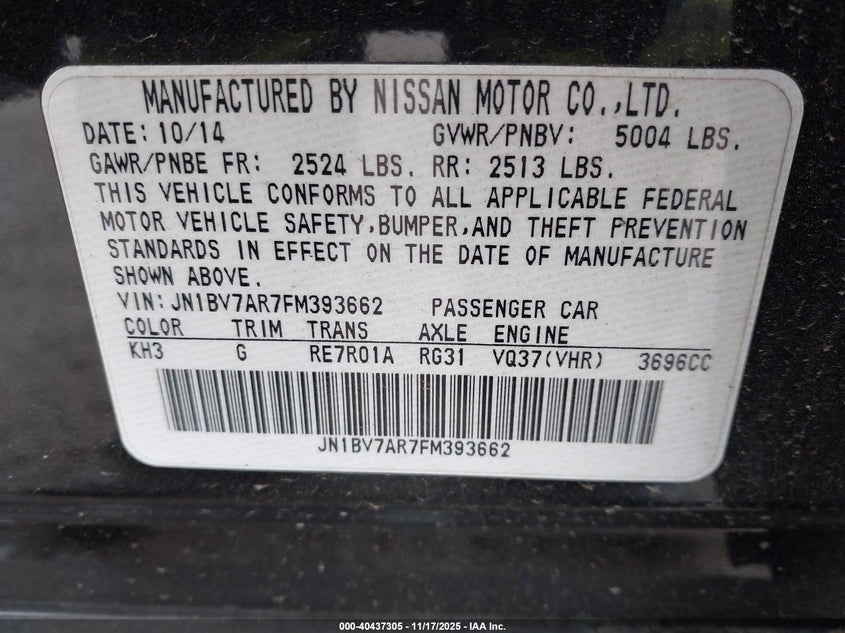 MANUFACTURED BY NISSAN MOTOR CO.,LTD.
DATE: 10/14 GVWR/PNBV: 5004 LBS.
GAWR/PNBE FR: 2524 LBS. RR: 2513 LBS.
THIS VEHICLE CONFORMS TO ALL APPLICABLE FEDERAL
MOTOR VEHICLE SAFETY,BUMPER,AND THEFT PREVENTION
STANDARDS IN EFFECT ON THE DATE OF MANUFACTURE
SHOWN ABOVE.
VIN: JN1BV7AR7FM393662 PASSENGER CAR
COLOR TRIM TRANS AXLE ENGINE
KH3 G RE7R01A RG31 VQ37(VHR) 3696CC
JN1BV7AR7FM393662
000-40437305 - 11/17/2025 - IAA Inc.